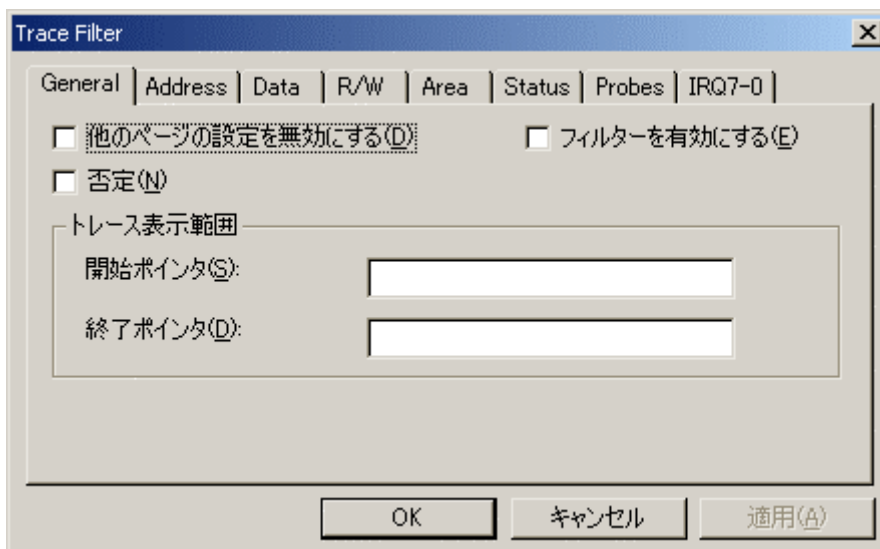 Trace Filter
General Address Data R/W Area Status Probes IRQ7-0
他のページの設定を無効にする(D) フィルターを有効にする(E)
否定(N)
トレース表示範囲
開始ポインタ(S):
終了ポインタ(D):
OK キャンセル 適用(A)